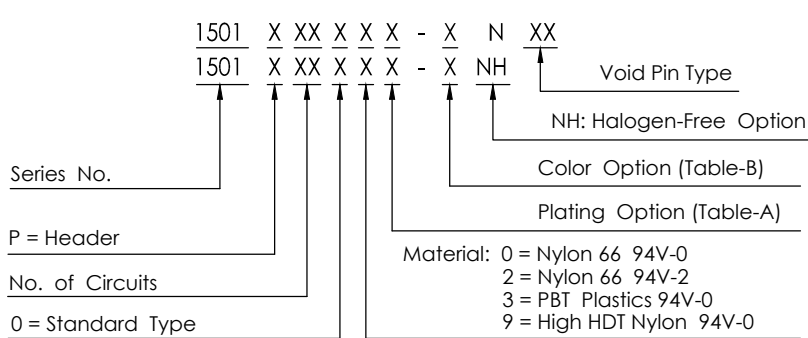 1501 X XX X X X - X N XX
1501 X XX X X X - X NH
Void Pin Type
NH: Halogen-Free Option
Series No.
Color Option (Table-B)
Plating Option (Table-A)
P = Header
Material: 0 = Nylon 66 94V-0
No. of Circuits
2 = Nylon 66 94V-2
3 = PBT Plastics 94V-0
0 = Standard Type
9 = High HDT Nylon 94V-0